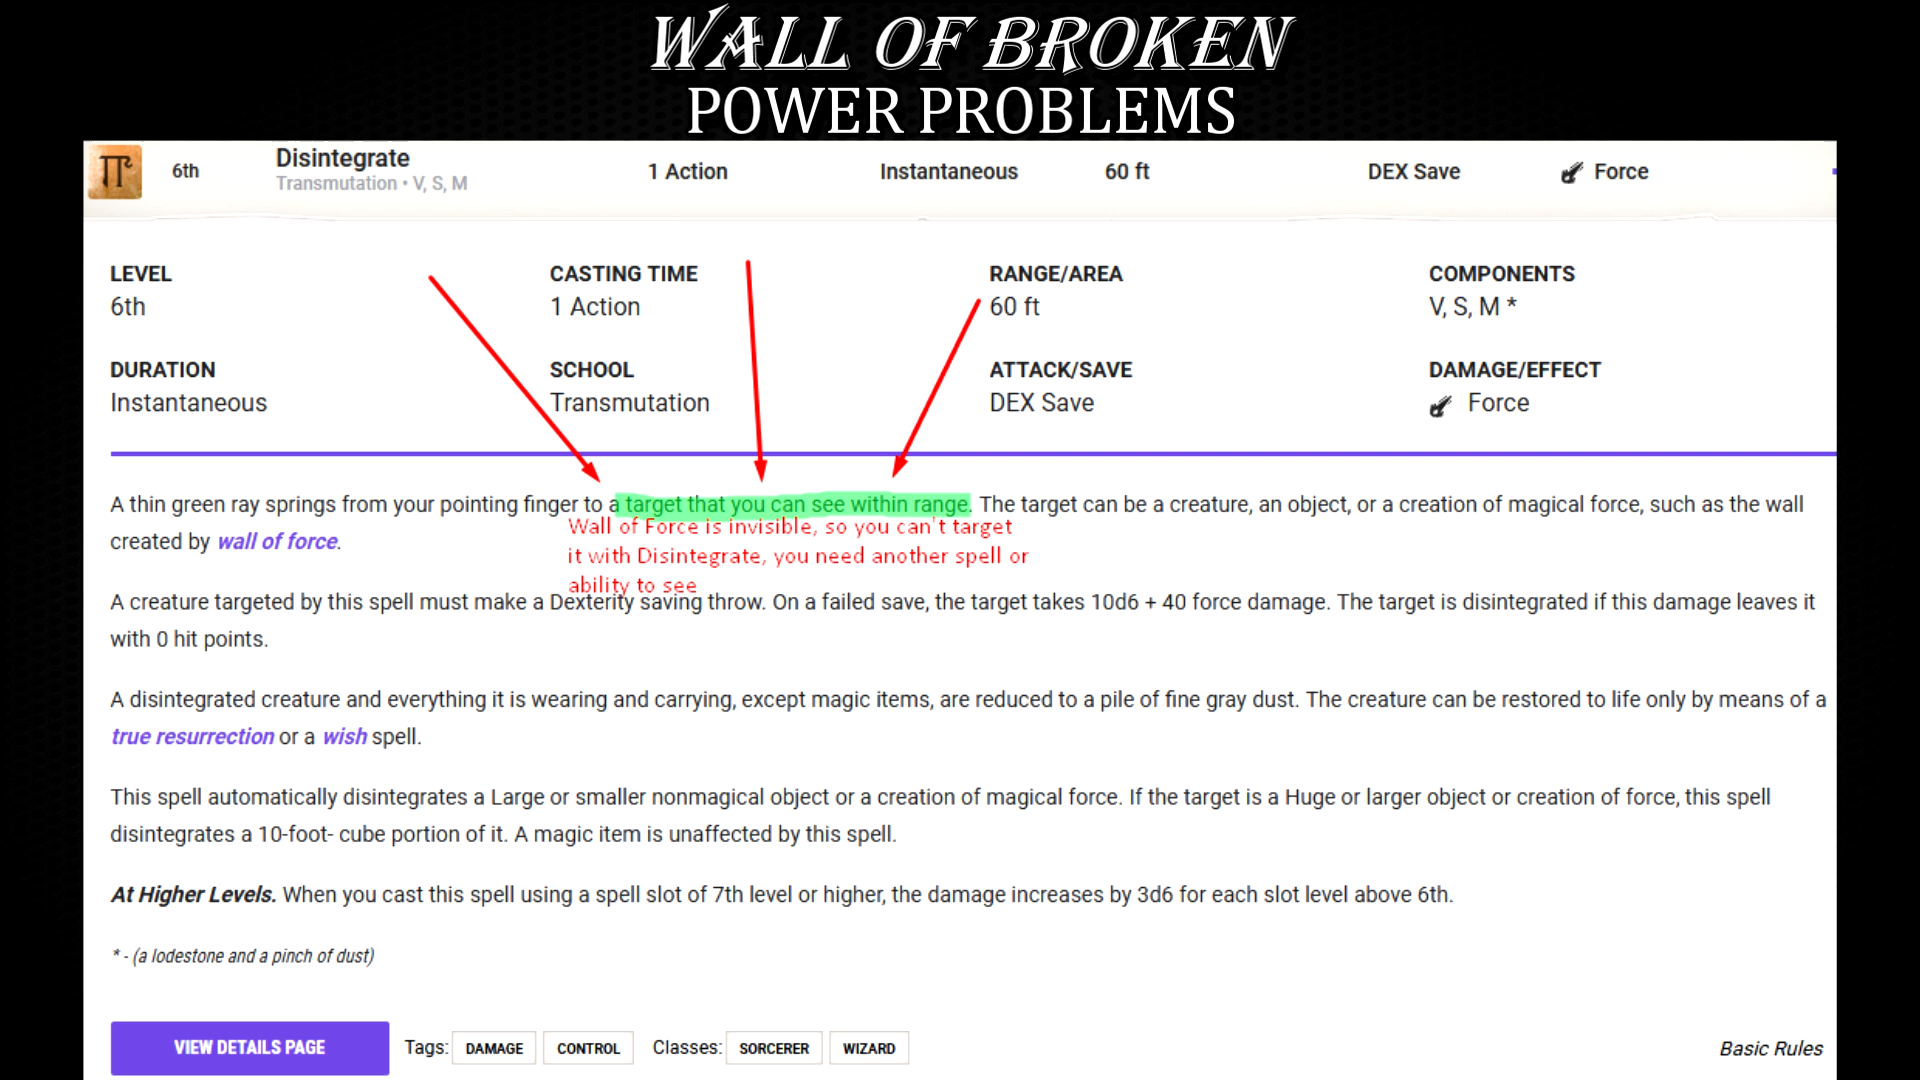 WALL OF BROKEN
POWER PROBLEMS
6th
Disintegrate
Transmutation • V, S, M
1 Action
Instantaneous
60 ft
DEX Save
Force
LEVEL
6th
CASTING TIME
1 Action
RANGE/AREA
60 ft
COMPONENTS
V, S, M *
DURATION
Instantaneous
SCHOOL
Transmutation
ATTACK/SAVE
DEX Save
DAMAGE/EFFECT
Force
A thin green ray springs from your pointing finger to a target that you can see within range. The target can be a creature, an object, or a creation of magical force, such as the wall
created by wall of force.
Wall of Force is invisible, so you can't target
it with Disintegrate, you need another spell or
ability to see
A creature targeted by this spell must make a Dexterity saving throw. On a failed save, the target takes 10d6 + 40 force damage. The target is disintegrated if this damage leaves it
with 0 hit points.
A disintegrated creature and everything it is wearing and carrying, except magic items, are reduced to a pile of fine gray dust. The creature can be restored to life only by means of a
true resurrection or a wish spell.
This spell automatically disintegrates a Large or smaller nonmagical object or a creation of magical force. If the target is a Huge or larger object or creation of force, this spell
disintegrates a 10-foot- cube portion of it. A magic item is unaffected by this spell.
At Higher Levels. When you cast this spell using a spell slot of 7th level or higher, the damage increases by 3d6 for each slot level above 6th.
* - (a lodestone and a pinch of dust)
VIEW DETAILS PAGE
Tags: DAMAGE CONTROL Classes: SORCERER WIZARD
Basic Rules